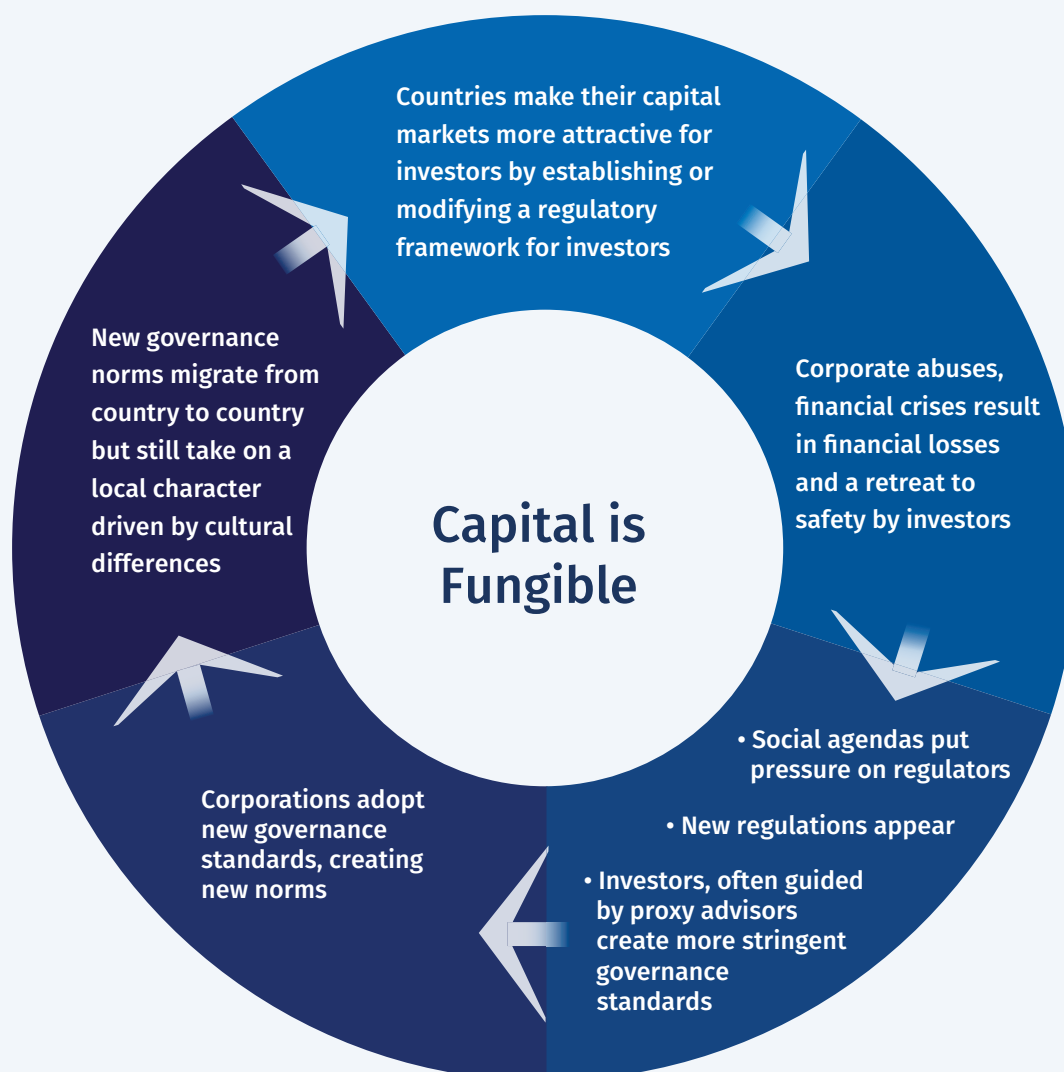 Countries make their capital
markets more attractive for
investors by establishing or
modifying a regulatory
framework for investors
Corporate abuses,
financial crises result
in financial losses
and a retreat to
safety by investors
• Social agendas put
pressure on regulators
• New regulations appear
• Investors, often guided
by proxy advisors
create more stringent
governance
standards
Corporations adopt
new governance
standards, creating
new norms
New governance
norms migrate from
country to country
but still take on a
local character
driven by cultural
differences
Capital is
Fungible